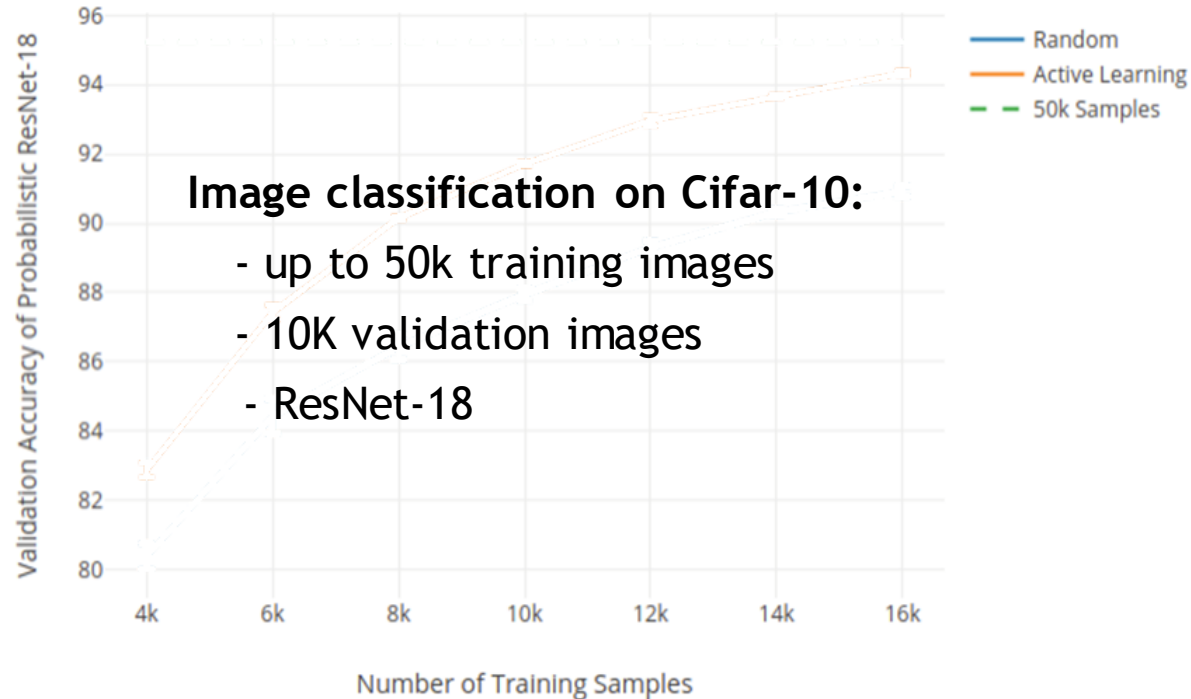 96
94
92
90
88
86
84
82
80
Validation Accuracy of Probabilistic ResNet-18
Image classification on Cifar-10:
- up to 50k training images
- 10K validation images
- ResNet-18
4k 6k 8k 10k 12k 14k 16k
Number of Training Samples
Random
Active Learning
50k Samples